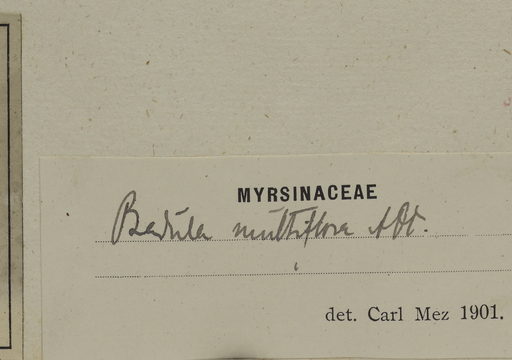 MYRSINACEAE
Badula multiflora A.DC.
det. Carl Mez 1901.